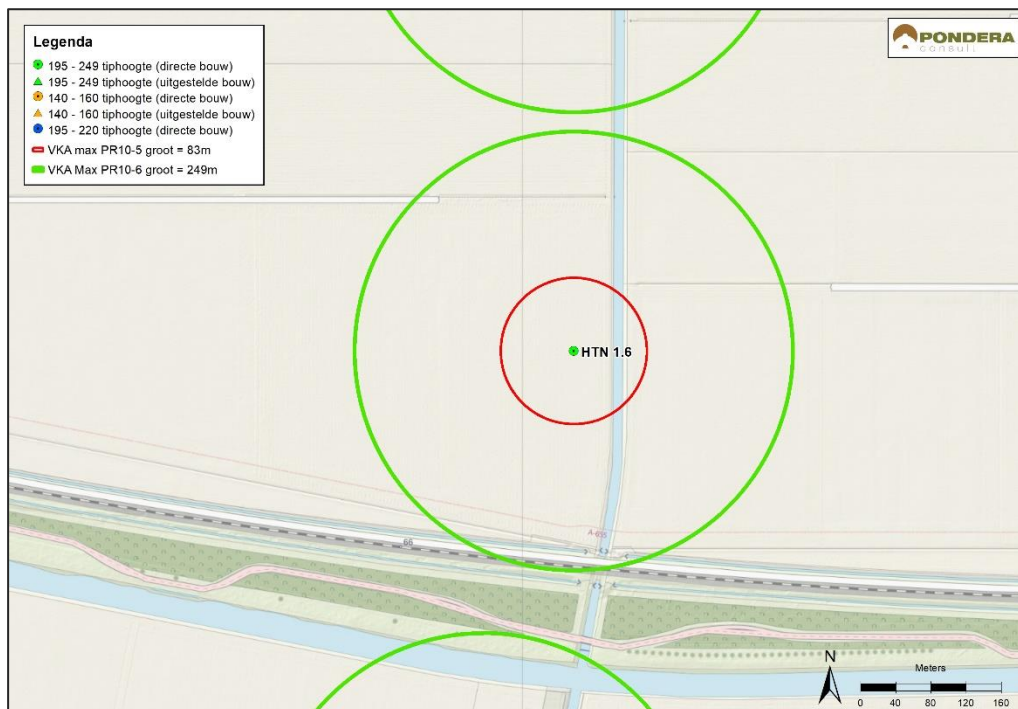 Legenda
195 - 249 tiphoogte (directe bouw)
195 - 249 tiphoogte (uitgestelde bouw)
140 - 160 tiphoogte (directe bouw)
140 - 160 tiphoogte (uitgestelde bouw)
195 - 220 tiphoogte (directe bouw)
VKA max PR10-5 groot = 83m
VKA Max PR10-6 groot = 249m
PONDERA
consult
HTN 1.6
66
N
Meters
0 40 80 120 160